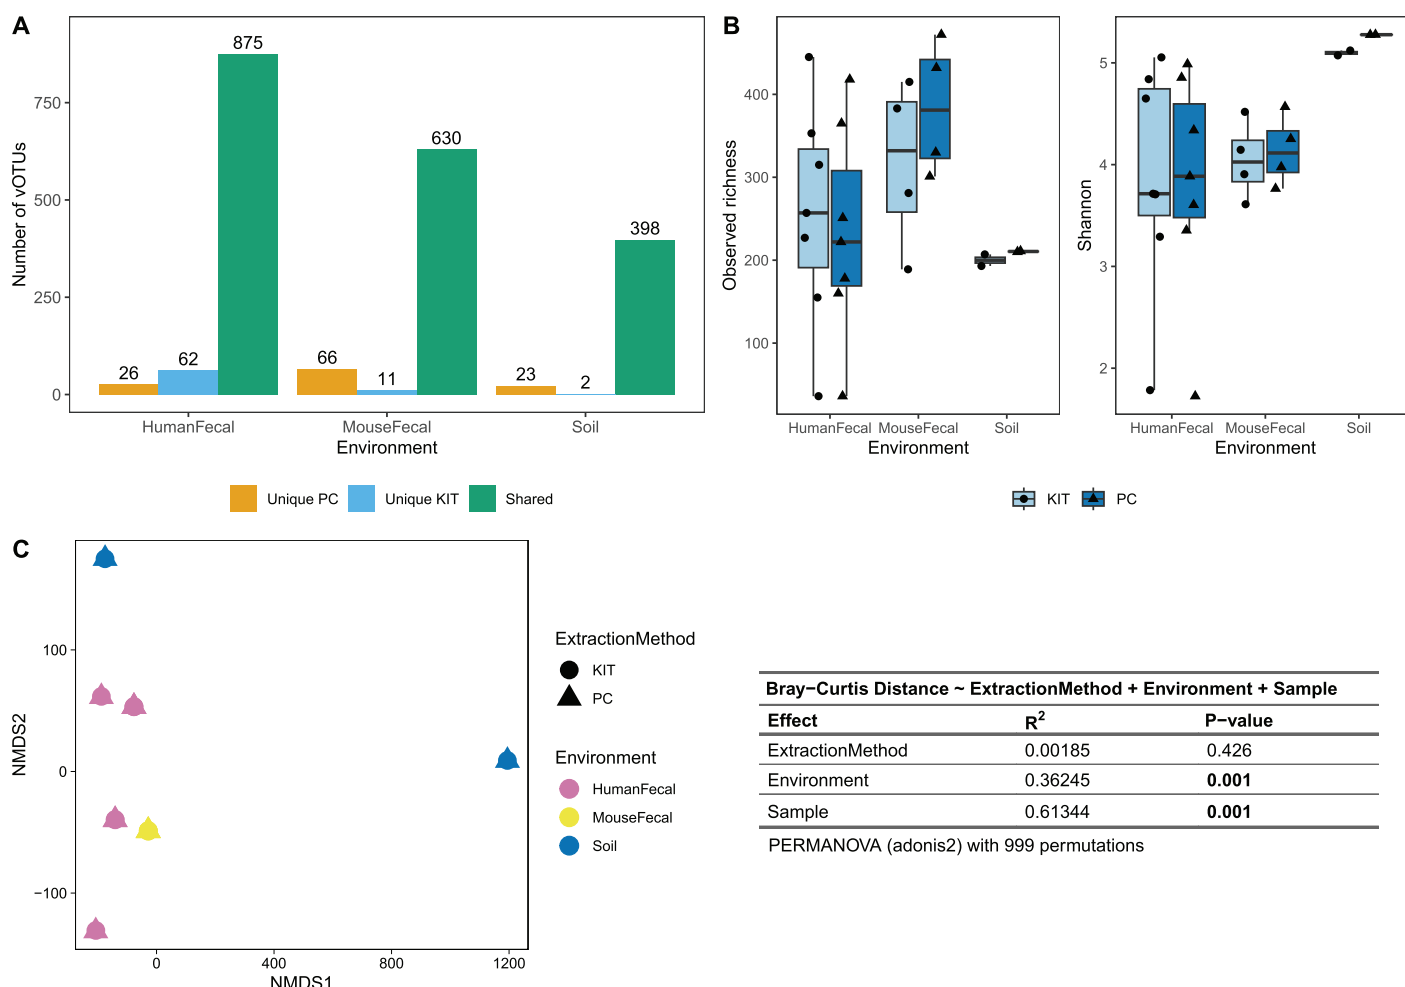 A
Number of vOTUs
750
500
250
0
26
62
875
66
11
630
23
2
398
HumanFecal
MouseFecal
Soil
Environment
Unique PC
Unique KIT
Shared
B
Observed richness
400
300
200
100
HumanFecal
MouseFecal
Soil
Environment
Shannon
5
4
3
2
HumanFecal
MouseFecal
Soil
Environment
KIT
PC
C
NMDS2
100
0
−100
0
400
800
1200
NMDS1
ExtractionMethod
KIT
PC
Environment
HumanFecal
MouseFecal
Soil
Bray−Curtis Distance ~ ExtractionMethod + Environment + Sample
Effect R² P−value
ExtractionMethod 0.00185 0.426
Environment 0.36245 0.001
Sample 0.61344 0.001
PERMANOVA (adonis2) with 999 permutations